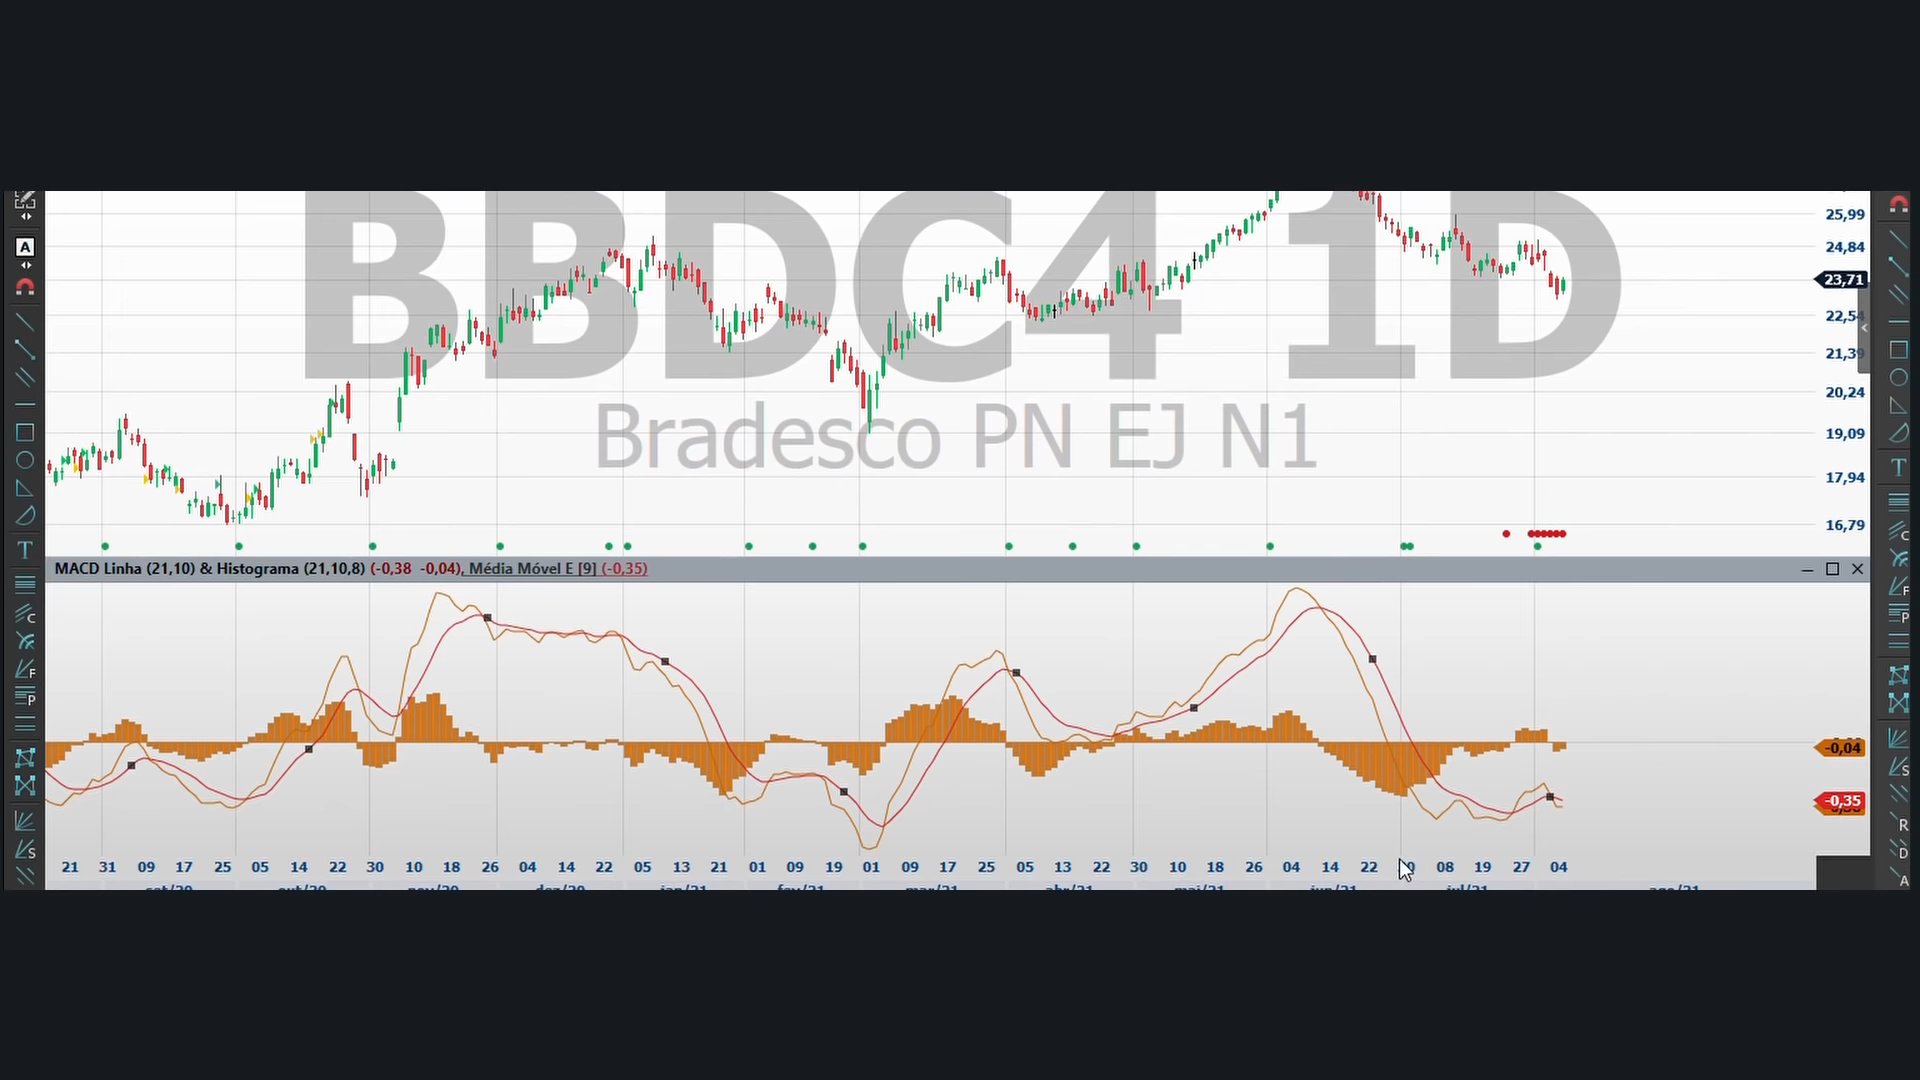 BBDC4 1D
Bradesco PN EJ N1
25,99
24,84
23,71
22,54
21,39
20,24
19,09
17,94
16,79
MACD Linha (21,10) & Histograma (21,10,8) (-0,38 -0,04), Média Móvel E [9] (-0,35)
-0,04
-0,35
21 31 09 17 25 05 14 22 30 10 18 26 04 14 22 05 13 21 01 09 19 01 09 17 25 05 13 22 30 10 18 26 04 14 22 08 19 27 04
A
T
C
F
P
S
T
C
F
P
S
R
D
A